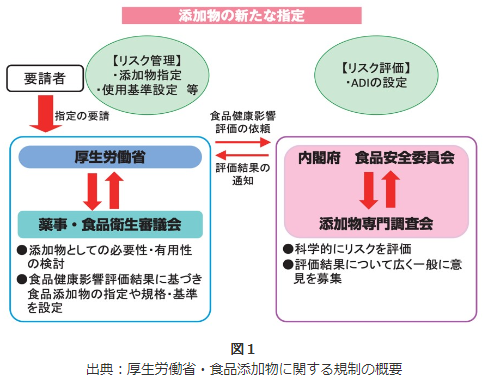 添加物の新たな指定
【リスク管理】
・添加物指定
・使用基準設定 等
【リスク評価】
・ADIの設定
要請者
指定の要請
食品健康影響
評価の依頼
評価結果の
通知
厚生労働省
薬事・食品衛生審議会
●添加物としての必要性・有用性
の検討
●食品健康影響評価結果に基づき
食品添加物の指定や規格・基準
を設定
内閣府 食品安全委員会
添加物専門調査会
●科学的にリスクを評価
●評価結果について広く一般に意
見を募集
図1
出典：厚生労働省・食品添加物に関する規制の概要